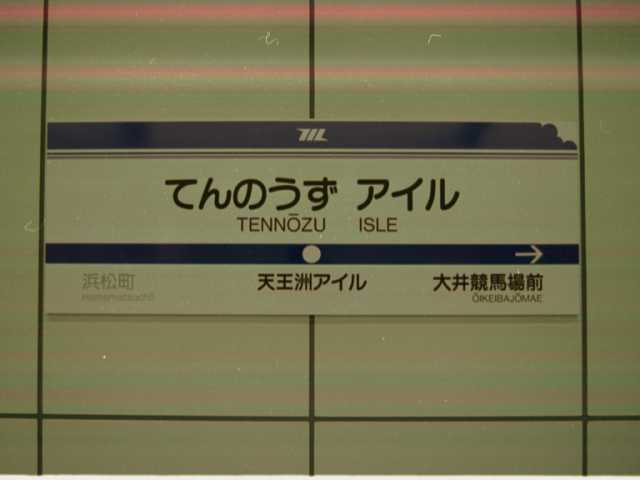 てんのうず アイル
TENNŌZU ISLE
浜松町 天王洲アイル 大井競馬場前
Hamamatsuchō ŌIKEIBAJŌMAE